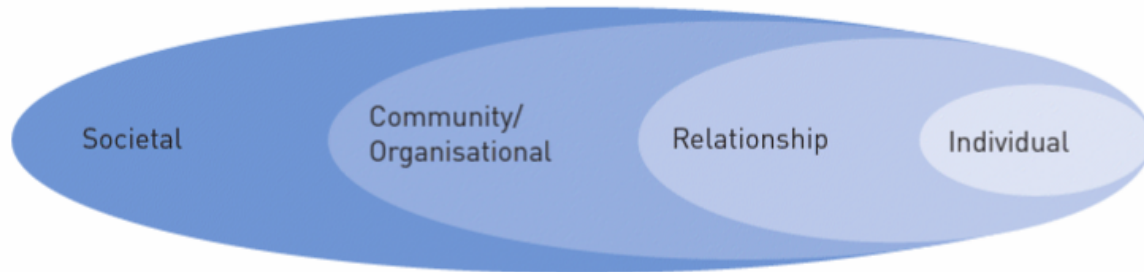 Societal
Community/
Organisational
Relationship
Individual